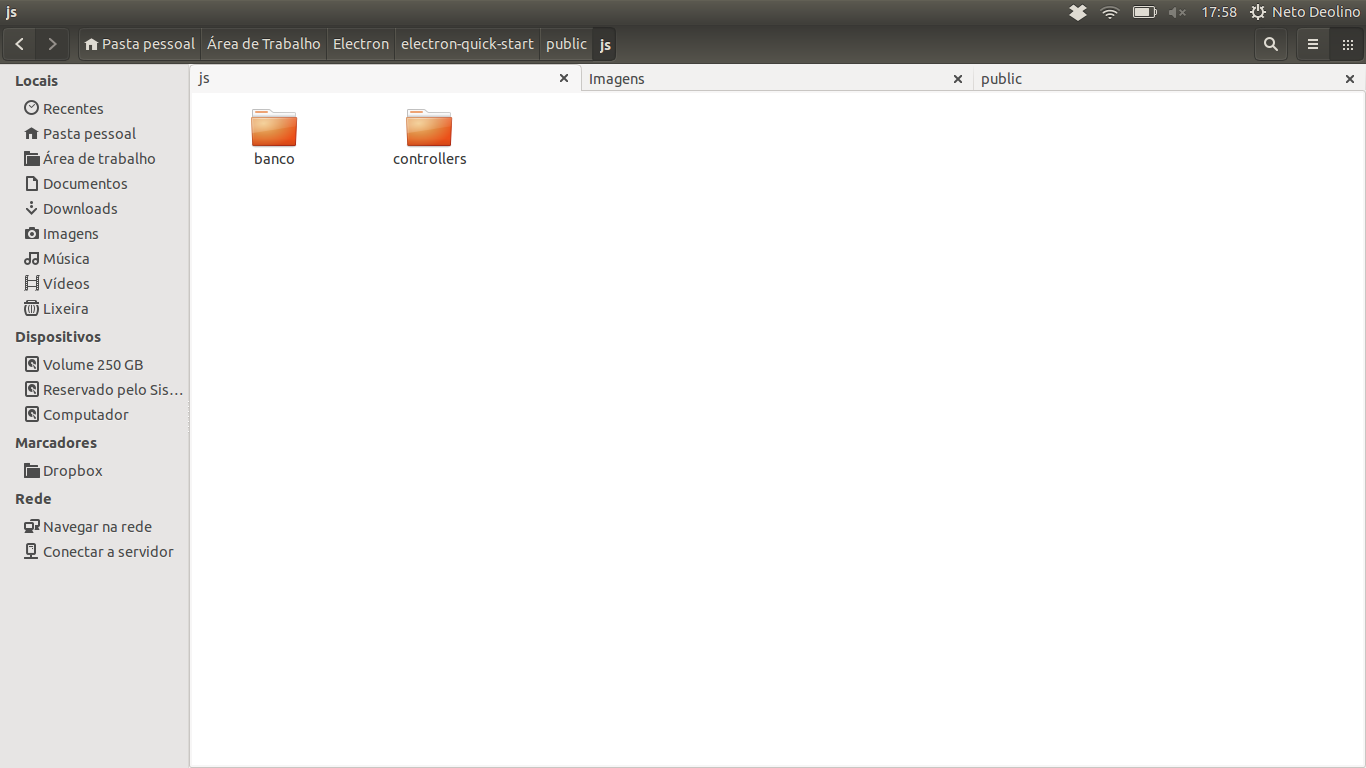 js
17:58 Neto Deolino
Pasta pessoal Área de Trabalho Electron electron-quick-start public js
Locais
Recentes
Pasta pessoal
Área de trabalho
Documentos
Downloads
Imagens
Música
Vídeos
Lixeira
Dispositivos
Volume 250 GB
Reservado pelo Sis...
Computador
Marcadores
Dropbox
Rede
Navegar na rede
Conectar a servidor
js Imagens public
banco controllers